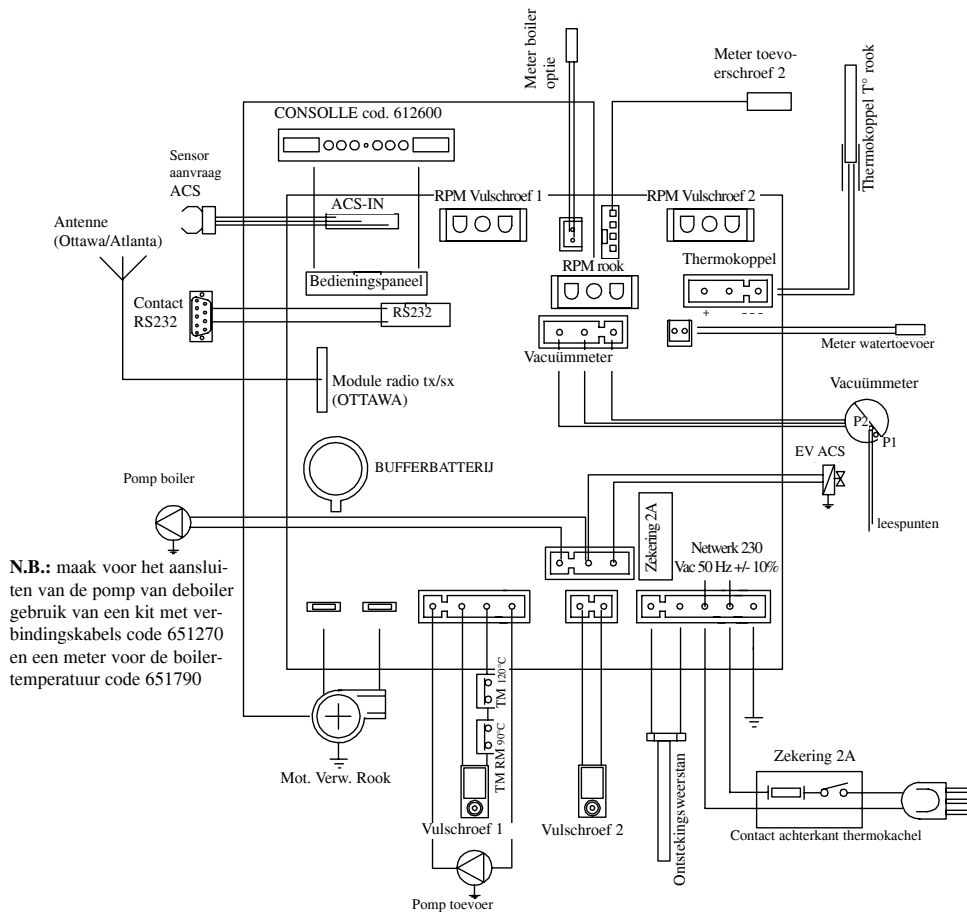 Meter boiler
optie
Meter toevo-
erschroef 2
Thermokoppel T° rook
CONSOLLE cod. 612600
Sensor
aanvraag
ACS
ACS-IN
RPM Vulschroef 1
RPM Vulschroef 2
Antenne
(Ottawa/Atlanta)
Thermokoppel
RPM rook
Bedieningspaneel
+
---
Contact
RS232
RS232
Meter watertoevoer
Vacuümmeter
Module radio tx/sx
(OTTAWA)
Vacuümmeter
P2
P1
BUFFERBATTERIJ
EV ACS
Pomp boiler
leespunten
Zekering 2A
Netwerk 230
Vac 50 Hz +/- 10%
N.B.: maak voor het aanslui-
ten van de pomp van deboiler
gebruik van een kit met ver-
bindingskabels code 651270
en een meter voor de boiler-
temperatuur code 651790
TM 120°C
TM RM 90°C
Mot. Verw. Rook
Zekering 2A
Vulschroef 1
Vulschroef 2
Ontstekingsweerstan
Contact achterkant thermokachel
Pomp toevoer